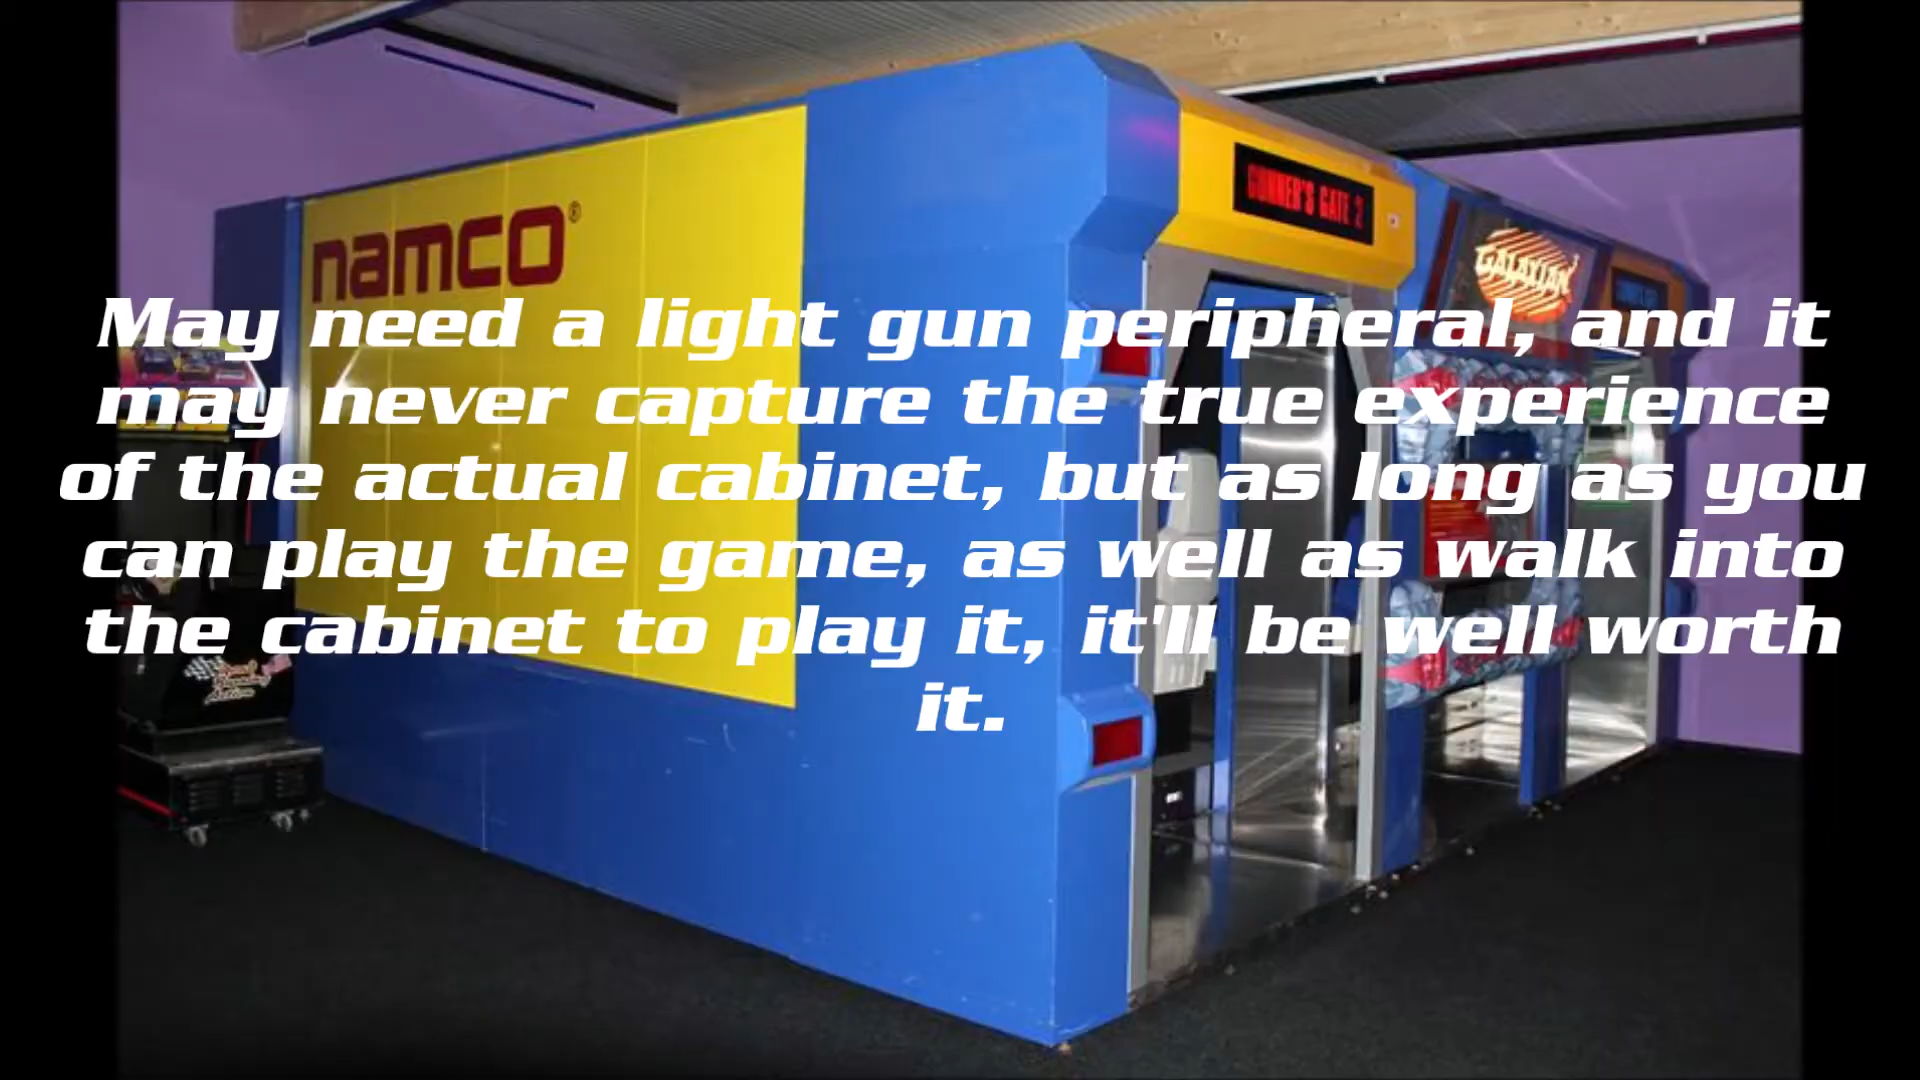 namco®
GUNNER'S GATE 2
GALAXIAN³
May need a light gun peripheral, and it
may never capture the true experience
of the actual cabinet, but as long as you
can play the game, as well as walk into
the cabinet to play it, it'll be well worth
it.